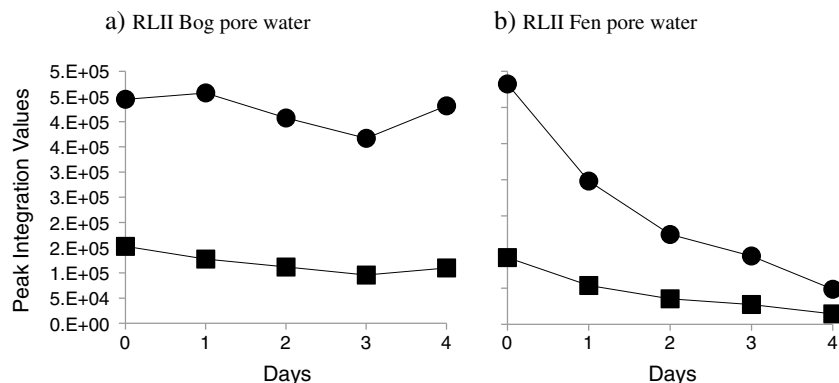 a) RLII Bog pore water
b) RLII Fen pore water
Peak Integration Values
5.E+05
5.E+05
4.E+05
4.E+05
3.E+05
3.E+05
2.E+05
2.E+05
1.E+05
5.E+04
0.E+00
0 1 2 3 4
0 1 2 3 4
Days
Days